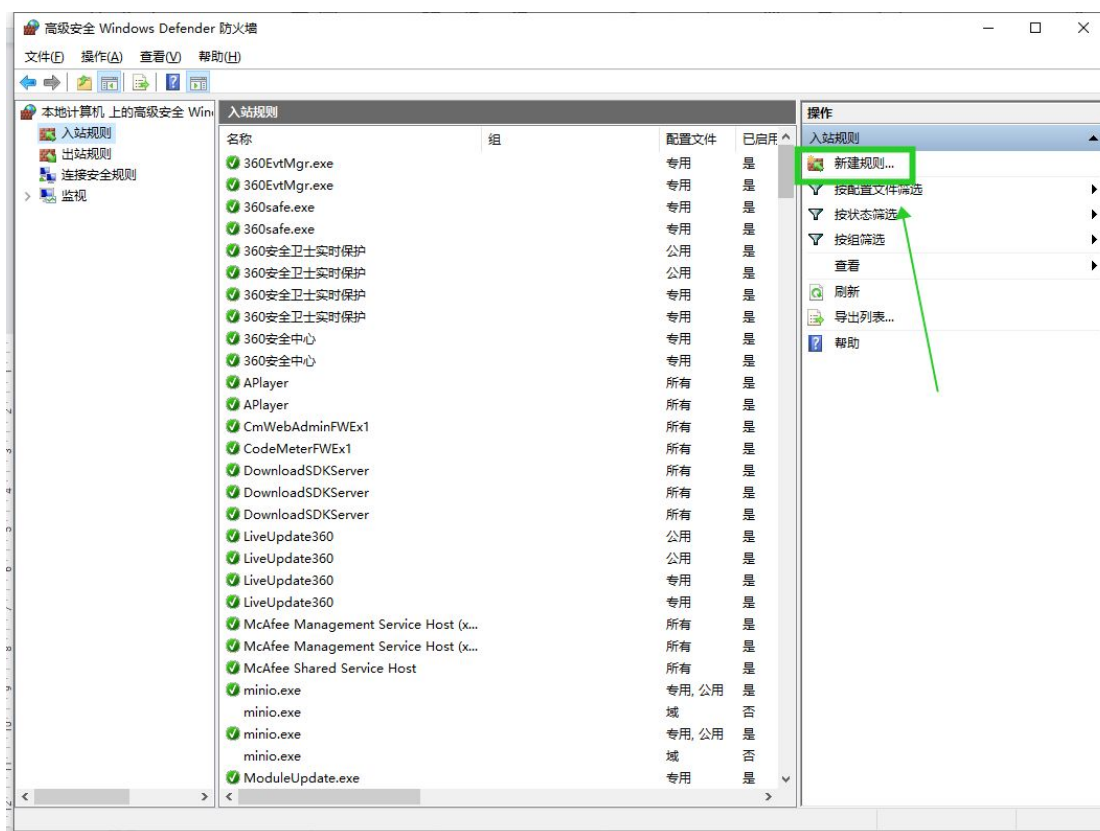 高级安全 Windows Defender 防火墙
文件(F) 操作(A) 查看(V) 帮助(H)
本地计算机 上的高级安全 Win
入站规则
出站规则
连接安全规则
监视
入站规则
名称 组 配置文件 已启用
360EvtMgr.exe 专用 是
360EvtMgr.exe 专用 是
360safe.exe 专用 是
360safe.exe 专用 是
360安全卫士实时保护 公用 是
360安全卫士实时保护 公用 是
360安全卫士实时保护 专用 是
360安全卫士实时保护 专用 是
360安全中心 专用 是
360安全中心 专用 是
APlayer 所有 是
APlayer 所有 是
CmWebAdminFWEx1 所有 是
CodeMeterFWEx1 所有 是
DownloadSDKServer 所有 是
DownloadSDKServer 所有 是
DownloadSDKServer 所有 是
LiveUpdate360 公用 是
LiveUpdate360 公用 是
LiveUpdate360 专用 是
LiveUpdate360 专用 是
McAfee Management Service Host (x... 所有 是
McAfee Management Service Host (x... 所有 是
McAfee Shared Service Host 所有 是
minio.exe 专用, 公用 是
minio.exe 域 否
minio.exe 专用, 公用 是
minio.exe 域 否
ModuleUpdate.exe 专用 是
操作
入站规则
新建规则...
按配置文件筛选
按状态筛选
按组筛选
查看
刷新
导出列表...
帮助